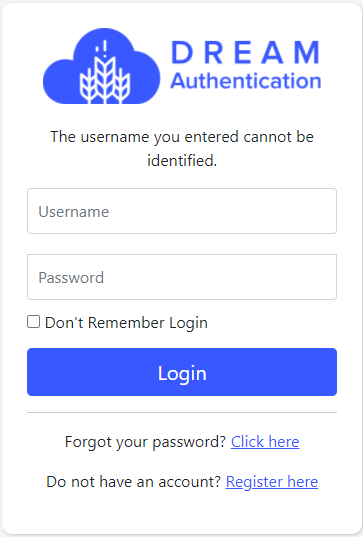 DREAM
Authentication
The username you entered cannot be
identified.
Username
Password
Don't Remember Login
Login
Forgot your password? Click here
Do not have an account? Register here